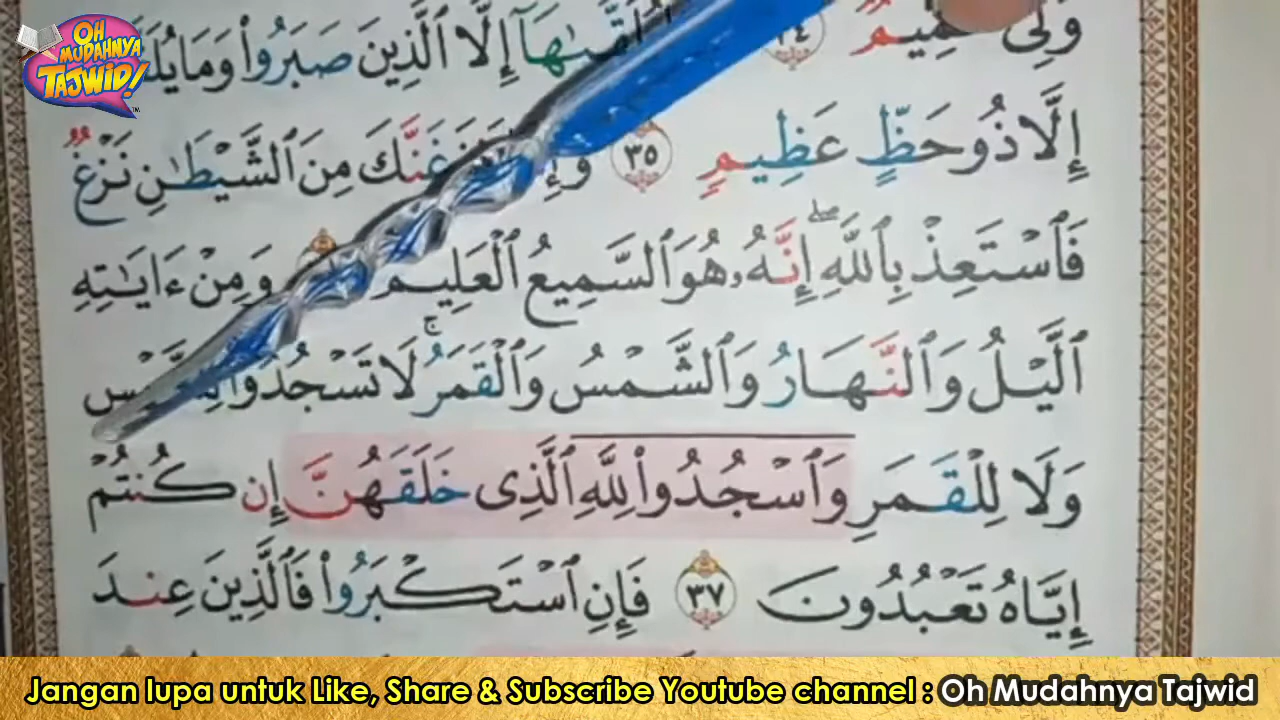 OH
MUDAHNYA
TAJWID!
وَلِىٌّ حَمِيمٌ ٣٤ إِلَّا ٱلَّذِينَ صَبَرُوا۟ وَمَا
إِلَّا ذُو حَظٍّ عَظِيمٍ ٣٥ مِنَ ٱلشَّيْطَـٰنِ نَزْغٌ
فَٱسْتَعِذْ بِٱللَّهِ ۖ إِنَّهُۥ هُوَ ٱلسَّمِيعُ ٱلْعَلِيمُ وَمِنْ ءَايَـٰتِهِ
ٱلَّيْلُ وَٱلنَّهَارُ وَٱلشَّمْسُ وَٱلْقَمَرُ ۚ لَا تَسْجُدُوا۟
وَلَا لِلْقَمَرِ وَٱسْجُدُوا۟ لِلَّهِ ٱلَّذِى خَلَقَهُنَّ إِن كُنتُمْ
إِيَّاهُ تَعْبُدُونَ ٣٧ فَإِنِ ٱسْتَكْبَرُوا۟ فَٱلَّذِينَ عِندَ
Jangan lupa untuk Like, Share & Subscribe Youtube channel : Oh Mudahnya Tajwid